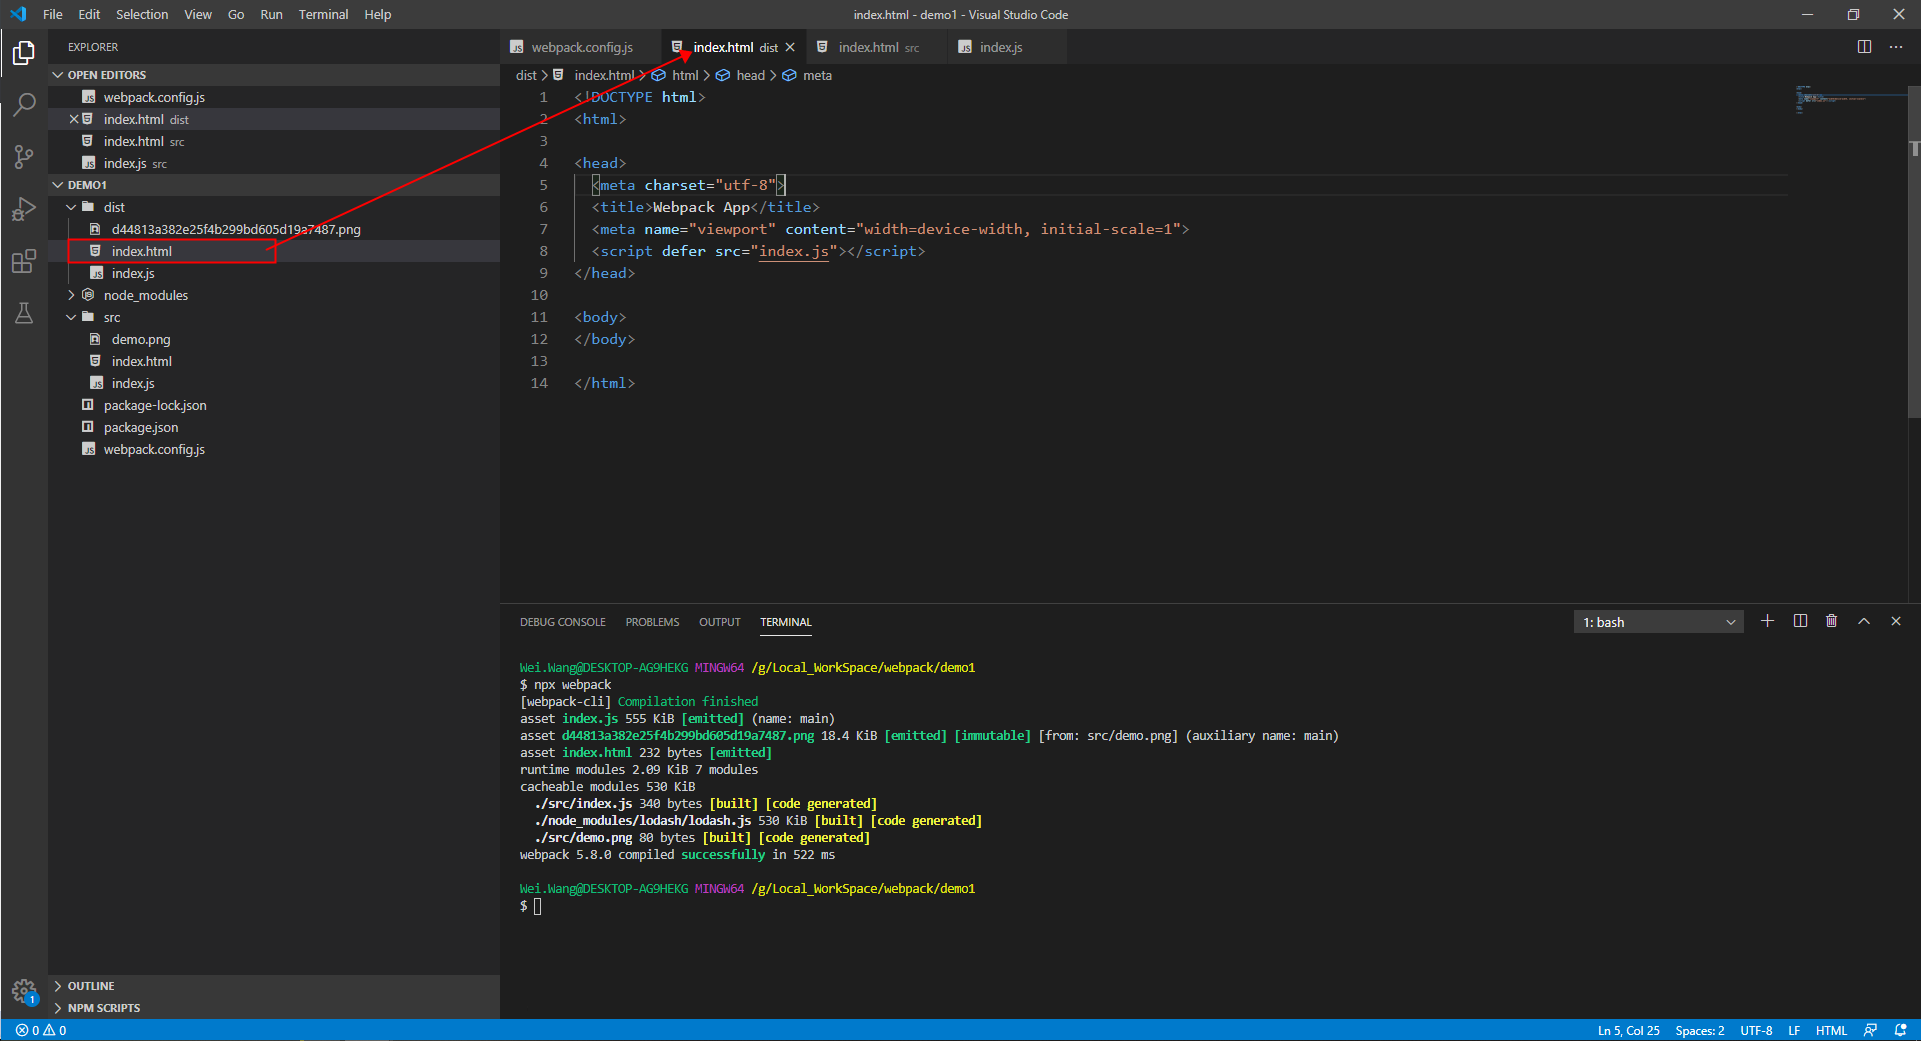 File Edit Selection View Go Run Terminal Help
index.html - demo1 - Visual Studio Code
EXPLORER
OPEN EDITORS
webpack.config.js
index.html dist
index.html src
index.js src
DEMO1
dist
d44813a382e25f4b299bd605d19a7487.png
index.html
index.js
node_modules
src
demo.png
index.html
index.js
package-lock.json
package.json
webpack.config.js
OUTLINE
NPM SCRIPTS
webpack.config.js index.html dist index.html src index.js
dist index.html html head meta
1 <!DOCTYPE html>
2 <html>
3
4 <head>
5 <meta charset="utf-8">
6 <title>Webpack App</title>
7 <meta name="viewport" content="width=device-width, initial-scale=1">
8 <script defer src="index.js"></script>
9 </head>
10
11 <body>
12 </body>
13
14 </html>
DEBUG CONSOLE PROBLEMS OUTPUT TERMINAL
1: bash
Wei.Wang@DESKTOP-AG9HEKG MINGW64 /g/Local_WorkSpace/webpack/demo1
$ npx webpack
[webpack-cli] Compilation finished
asset index.js 555 KiB [emitted] (name: main)
asset d44813a382e25f4b299bd605d19a7487.png 18.4 KiB [emitted] [immutable] [from: src/demo.png] (auxiliary name: main)
asset index.html 232 bytes [emitted]
runtime modules 2.09 KiB 7 modules
cacheable modules 530 KiB
./src/index.js 340 bytes [built] [code generated]
./node_modules/lodash/lodash.js 530 KiB [built] [code generated]
./src/demo.png 80 bytes [built] [code generated]
webpack 5.8.0 compiled successfully in 522 ms
Wei.Wang@DESKTOP-AG9HEKG MINGW64 /g/Local_WorkSpace/webpack/demo1
$
1
0 0
Ln 5, Col 25 Spaces: 2 UTF-8 LF HTML